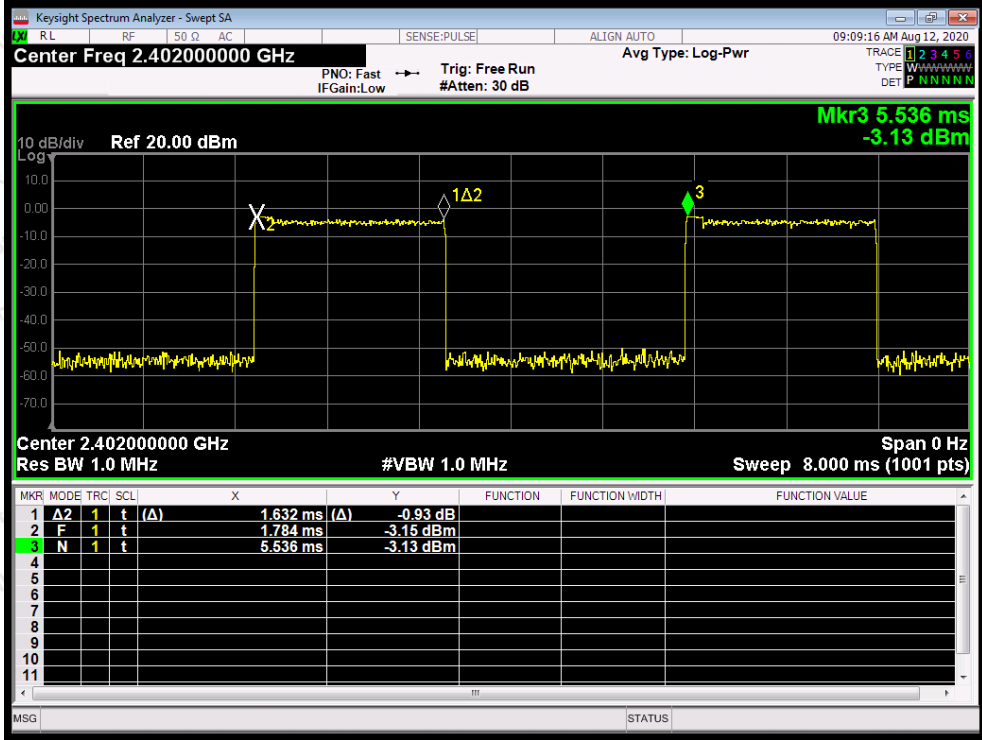 Keysight Spectrum Analyzer - Swept SA
LXI RL RF 50 Ω AC SENSE:PULSE ALIGN AUTO 09:09:16 AM Aug 12, 2020
Center Freq 2.402000000 GHz Avg Type: Log-Pwr TRACE 1 2 3 4 5 6
PNO: Fast Trig: Free Run TYPE WWWWWW
IFGain:Low #Atten: 30 dB DET P N N N N N
Mkr3 5.536 ms
10 dB/div Ref 20.00 dBm -3.13 dBm
Log
10.0
0.00
-10.0
-20.0
-30.0
-40.0
-50.0
-60.0
-70.0
X2
1Δ2
3
Center 2.402000000 GHz Span 0 Hz
Res BW 1.0 MHz #VBW 1.0 MHz Sweep 8.000 ms (1001 pts)
MKR MODE TRC SCL X Y FUNCTION FUNCTION WIDTH FUNCTION VALUE
1 Δ2 1 t (Δ) 1.632 ms (Δ) -0.93 dB
2 F 1 t 1.784 ms -3.15 dBm
3 N 1 t 5.536 ms -3.13 dBm
4
5
6
7
8
9
10
11
MSG STATUS